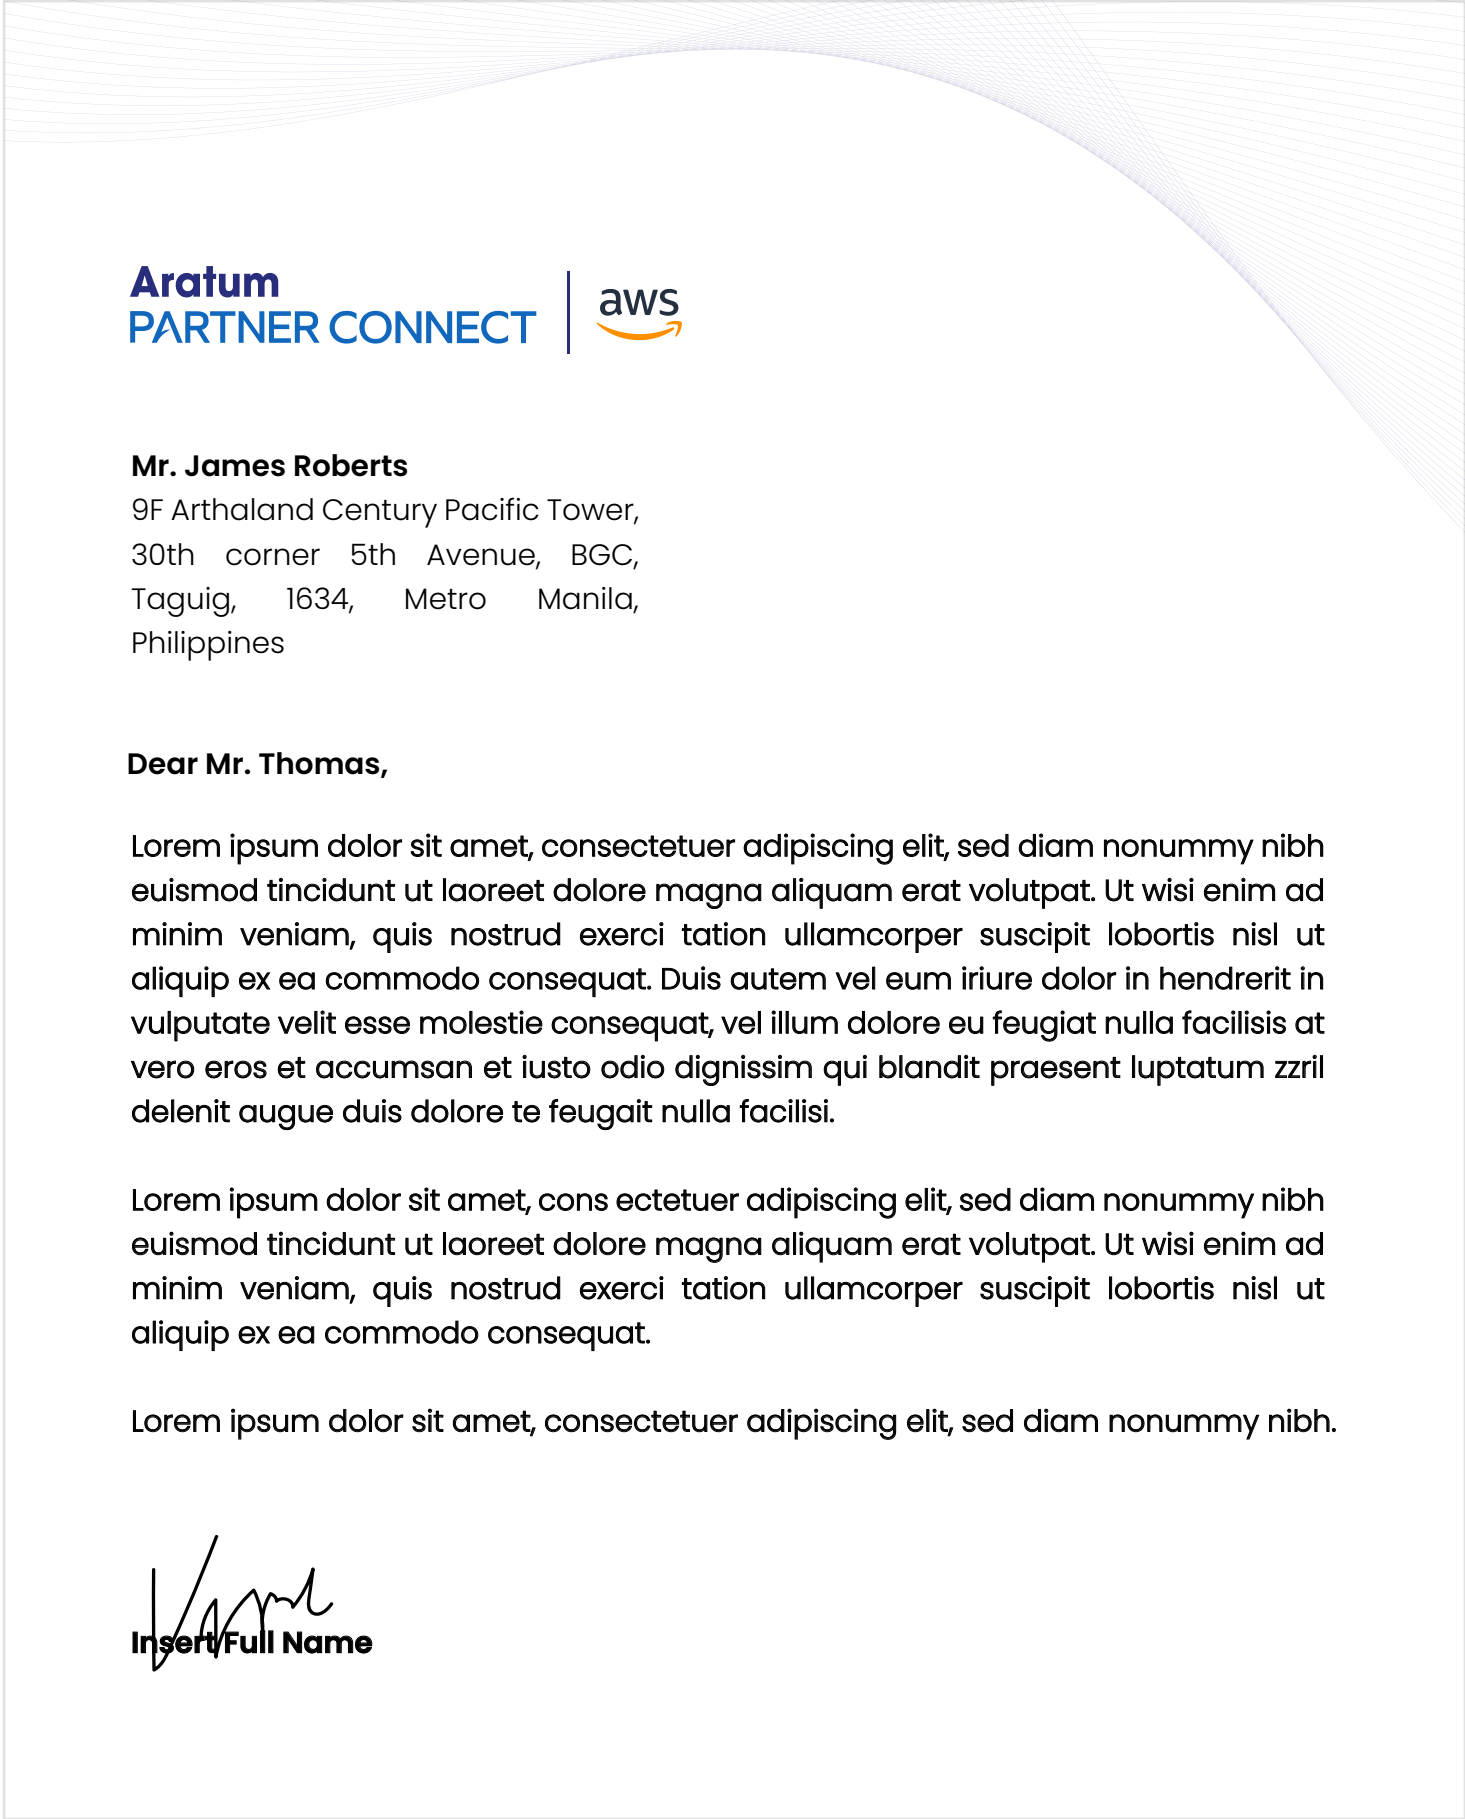 Aratum
PARTNER CONNECT
aws
Mr. James Roberts
9F Arthaland Century Pacific Tower,
30th corner 5th Avenue, BGC,
Taguig, 1634, Metro Manila,
Philippines
Dear Mr. Thomas,
Lorem ipsum dolor sit amet, consectetuer adipiscing elit, sed diam nonummy nibh
euismod tincidunt ut laoreet dolore magna aliquam erat volutpat. Ut wisi enim ad
minim veniam, quis nostrud exerci tation ullamcorper suscipit lobortis nisl ut
aliquip ex ea commodo consequat. Duis autem vel eum iriure dolor in hendrerit in
vulputate velit esse molestie consequat, vel illum dolore eu feugiat nulla facilisis at
vero eros et accumsan et iusto odio dignissim qui blandit praesent luptatum zzril
delenit augue duis dolore te feugait nulla facilisi.
Lorem ipsum dolor sit amet, cons ectetuer adipiscing elit, sed diam nonummy nibh
euismod tincidunt ut laoreet dolore magna aliquam erat volutpat. Ut wisi enim ad
minim veniam, quis nostrud exerci tation ullamcorper suscipit lobortis nisl ut
aliquip ex ea commodo consequat.
Lorem ipsum dolor sit amet, consectetuer adipiscing elit, sed diam nonummy nibh.
Insert Full Name